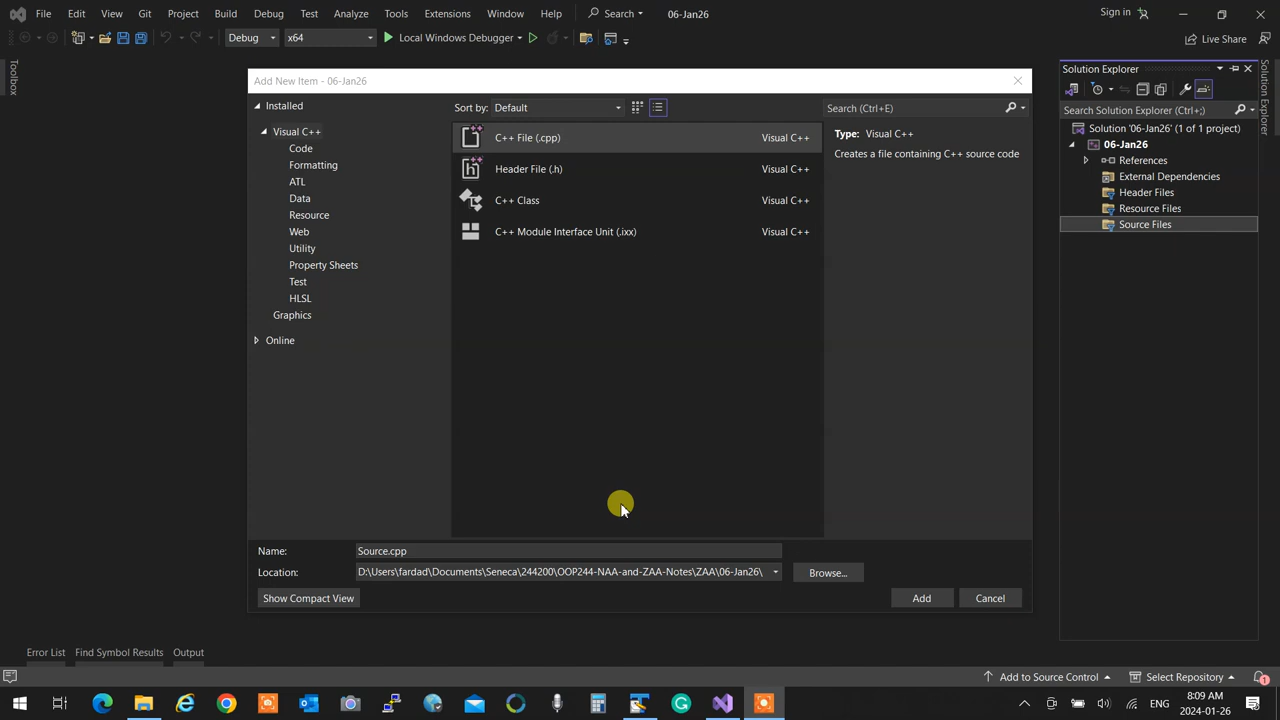 File Edit View Git Project Build Debug Test Analyze Tools Extensions Window Help Search 06-Jan26 Sign in
Debug x64 Local Windows Debugger Live Share
Toolbox
Add New Item - 06-Jan26
Installed
Visual C++
Code
Formatting
ATL
Data
Resource
Web
Utility
Property Sheets
Test
HLSL
Graphics
Online
Sort by: Default
C++ File (.cpp) Visual C++
Header File (.h) Visual C++
C++ Class Visual C++
C++ Module Interface Unit (.ixx) Visual C++
Search (Ctrl+E)
Type: Visual C++
Creates a file containing C++ source code
Name: Source.cpp
Location: D:\Users\fardad\Documents\Seneca\244200\OOP244-NAA-and-ZAA-Notes\ZAA\06-Jan26\ Browse...
Show Compact View Add Cancel
Solution Explorer
Search Solution Explorer (Ctrl+;)
Solution '06-Jan26' (1 of 1 project)
06-Jan26
References
External Dependencies
Header Files
Resource Files
Source Files
Solution Explorer
Error List Find Symbol Results Output
Add to Source Control Select Repository 1
ENG 8:09 AM
2024-01-26